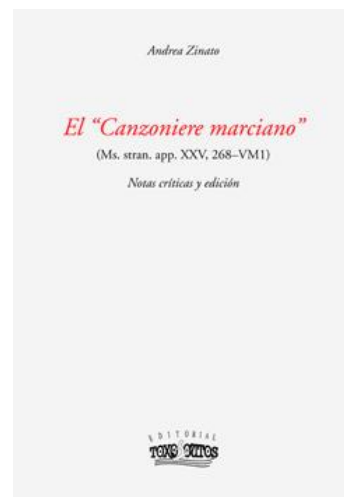 Andrea Zinato
El “Canzoniere marciano”
(Ms. stran. app. XXV, 268–VM1)
Notas críticas y edición
EDITORIAL
TOXOSOUTOS